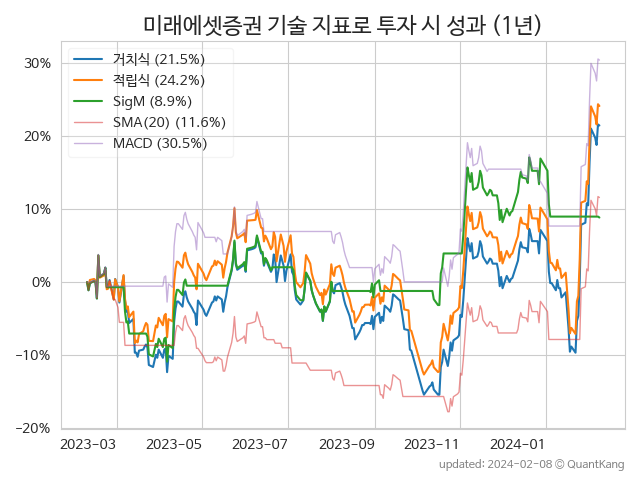 미래에셋증권 기술 지표로 투자 시 성과 (1년)
거치식 (21.5%)
적립식 (24.2%)
SigM (8.9%)
SMA(20) (11.6%)
MACD (30.5%)
30%
20%
10%
0%
−10%
−20%
2023-03 2023-05 2023-07 2023-09 2023-11 2024-01
updated: 2024-02-08 © QuantKang